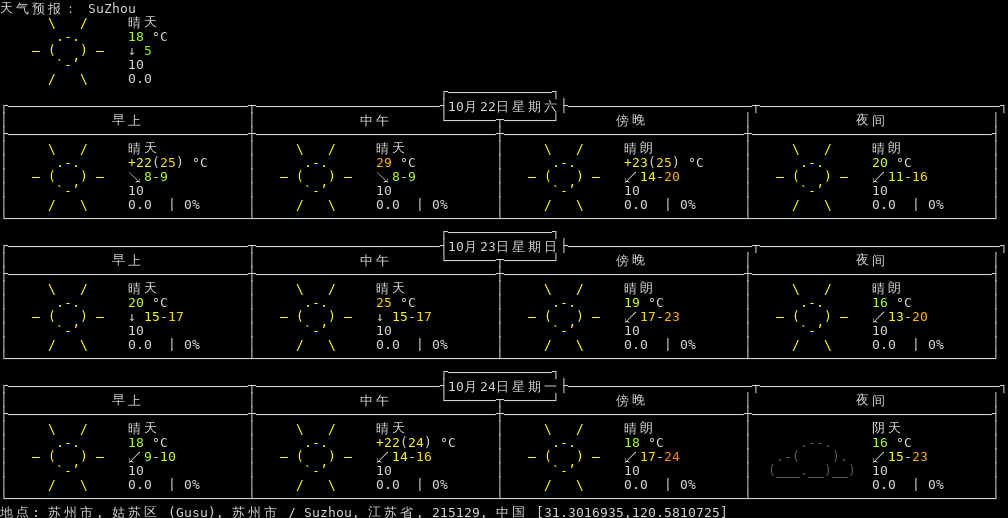 天气预报: SuZhou
晴天
18 °C
↓ 5
10
0.0
10月22日星期六
早上 中午 傍晚 夜间
晴天 晴天 晴朗 晴朗
+22(25) °C 29 °C +23(25) °C 20 °C
↘8-9 ↘8-9 ↙14-20 ↙11-16
10 10 10 10
0.0 | 0% 0.0 | 0% 0.0 | 0% 0.0 | 0%
10月23日星期日
早上 中午 傍晚 夜间
晴天 晴天 晴朗 晴朗
20 °C 25 °C 19 °C 16 °C
↓ 15-17 ↓ 15-17 ↙17-23 ↙13-20
10 10 10 10
0.0 | 0% 0.0 | 0% 0.0 | 0% 0.0 | 0%
10月24日星期一
早上 中午 傍晚 夜间
晴天 晴天 晴朗 阴天
18 °C +22(24) °C 18 °C 16 °C
↙9-10 ↙14-16 ↙17-24 ↙15-23
10 10 10 10
0.0 | 0% 0.0 | 0% 0.0 | 0% 0.0 | 0%
地点: 苏州市, 姑苏区 (Gusu), 苏州市 / Suzhou, 江苏省, 215129, 中国 [31.3016935,120.5810725]